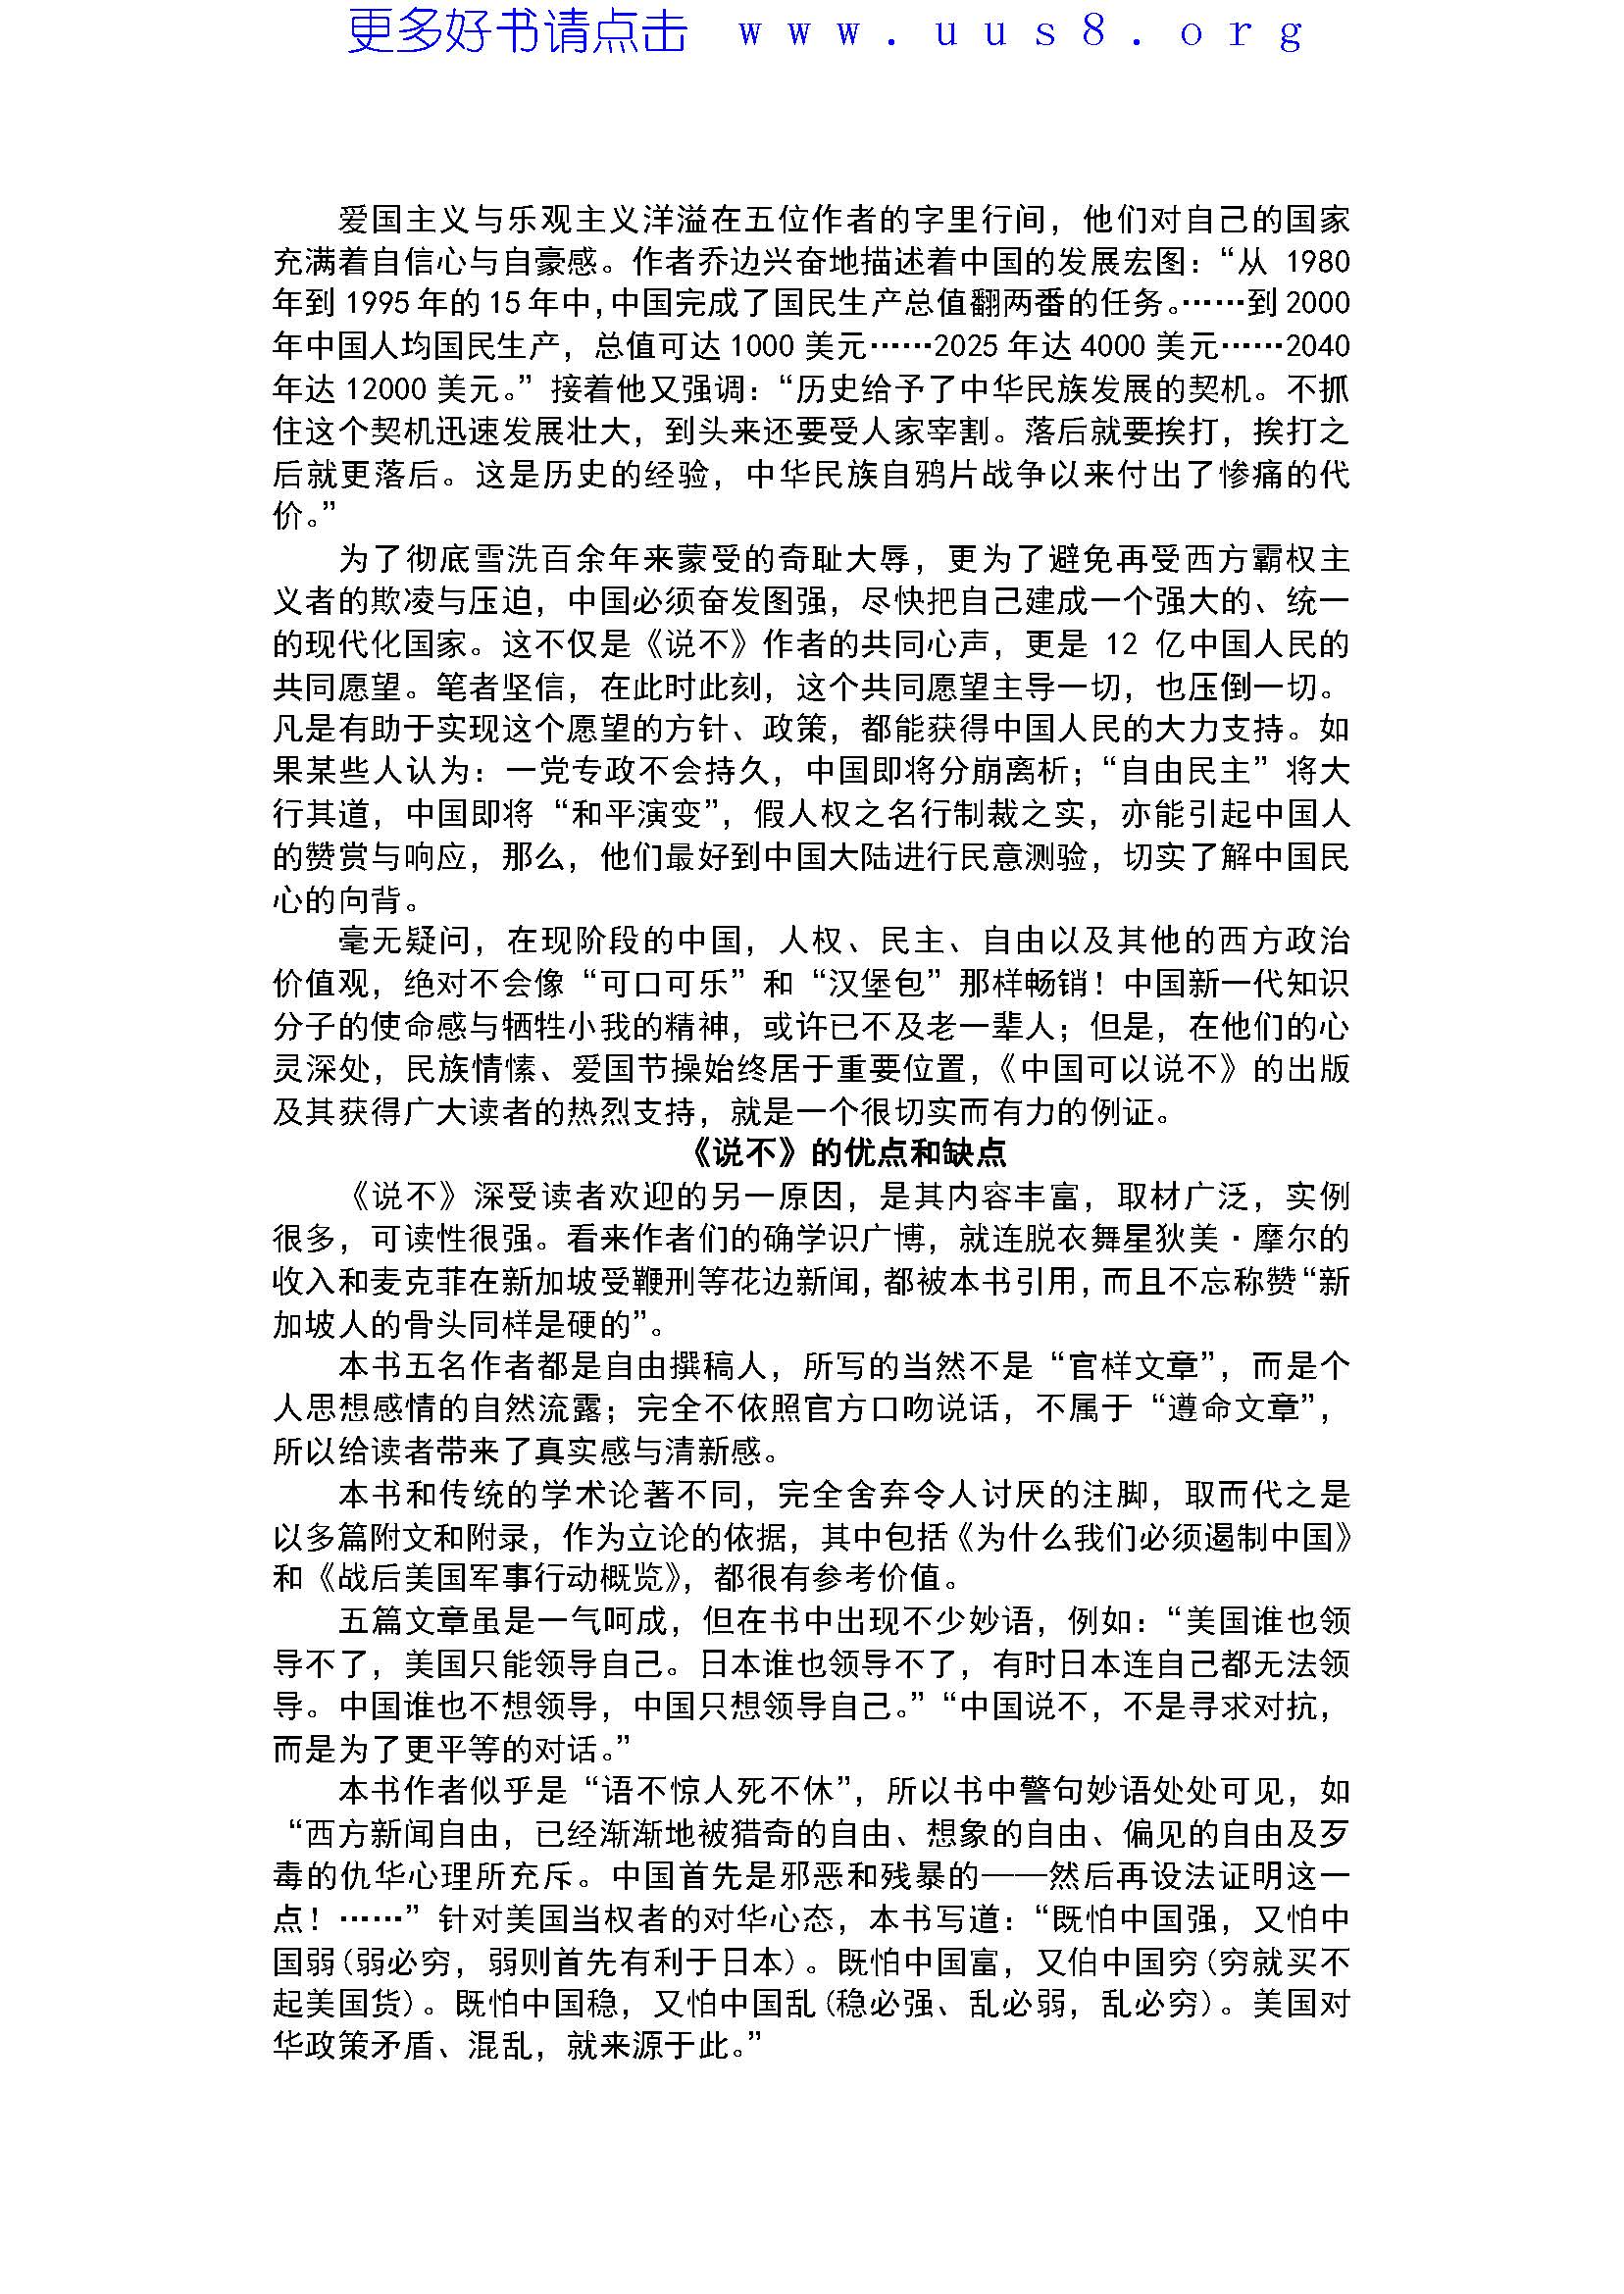 更多好书请点击 www.uus8.org
爱国主义与乐观主义洋溢在五位作者的字里行间，他们对自己的国家
充满着自信心与自豪感。作者乔边兴奋地描述着中国的发展宏图：“从 1980
年到 1995 年的 15 年中，中国完成了国民生产总值翻两番的任务。……到 2000
年中国人均国民生产，总值可达 1000 美元……2025 年达 4000 美元……2040
年达 12000 美元。”接着他又强调：“历史给予了中华民族发展的契机。不抓
住这个契机迅速发展壮大，到头来还要受人家宰割。落后就要挨打，挨打之
后就更落后。这是历史的经验，中华民族自鸦片战争以来付出了惨痛的代
价。”
为了彻底雪洗百余年来蒙受的奇耻大辱，更为了避免再受西方霸权主
义者的欺凌与压迫，中国必须奋发图强，尽快把自己建成一个强大的、统一
的现代化国家。这不仅是《说不》作者的共同心声，更是 12 亿中国人民的
共同愿望。笔者坚信，在此时此刻，这个共同愿望主导一切，也压倒一切。
凡是有助于实现这个愿望的方针、政策，都能获得中国人民的大力支持。如
果某些人认为：一党专政不会持久，中国即将分崩离析；“自由民主”将大
行其道，中国即将“和平演变”，假人权之名行制裁之实，亦能引起中国人
的赞赏与响应，那么，他们最好到中国大陆进行民意测验，切实了解中国民
心的向背。
毫无疑问，在现阶段的中国，人权、民主、自由以及其他的西方政治
价值观，绝对不会像“可口可乐”和“汉堡包”那样畅销！中国新一代知识
分子的使命感与牺牲小我的精神，或许已不及老一辈人；但是，在他们的心
灵深处，民族情愫、爱国节操始终居于重要位置，《中国可以说不》的出版
及其获得广大读者的热烈支持，就是一个很切实而有力的例证。
《说不》的优点和缺点
《说不》深受读者欢迎的另一原因，是其内容丰富，取材广泛，实例
很多，可读性很强。看来作者们的确学识广博，就连脱衣舞星狄美·摩尔的
收入和麦克菲在新加坡受鞭刑等花边新闻，都被本书引用，而且不忘称赞“新
加坡人的骨头同样是硬的”。
本书五名作者都是自由撰稿人，所写的当然不是“官样文章”，而是个
人思想感情的自然流露；完全不依照官方口吻说话，不属于“遵命文章”，
所以给读者带来了真实感与清新感。
本书和传统的学术论著不同，完全舍弃令人讨厌的注脚，取而代之是
以多篇附文和附录，作为立论的依据，其中包括《为什么我们必须遏制中国》
和《战后美国军事行动概览》，都很有参考价值。
五篇文章虽是一气呵成，但在书中出现不少妙语，例如：“美国谁也领
导不了，美国只能领导自己。日本谁也领导不了，有时日本连自己都无法领
导。中国谁也不想领导，中国只想领导自己。”“中国说不，不是寻求对抗，
而是为了更平等的对话。”
本书作者似乎是“语不惊人死不休”，所以书中警句妙语处处可见，如
“西方新闻自由，已经渐渐地被猎奇的自由、想象的自由、偏见的自由及歹
毒的仇华心理所充斥。中国首先是邪恶和残暴的——然后再设法证明这一
点！……”针对美国当权者的对华心态，本书写道：“既怕中国强，又怕中
国弱(弱必穷，弱则首先有利于日本)。既怕中国富，又伯中国穷(穷就买不
起美国货)。既怕中国稳，又怕中国乱(稳必强、乱必弱，乱必穷)。美国对
华政策矛盾、混乱，就来源于此。”